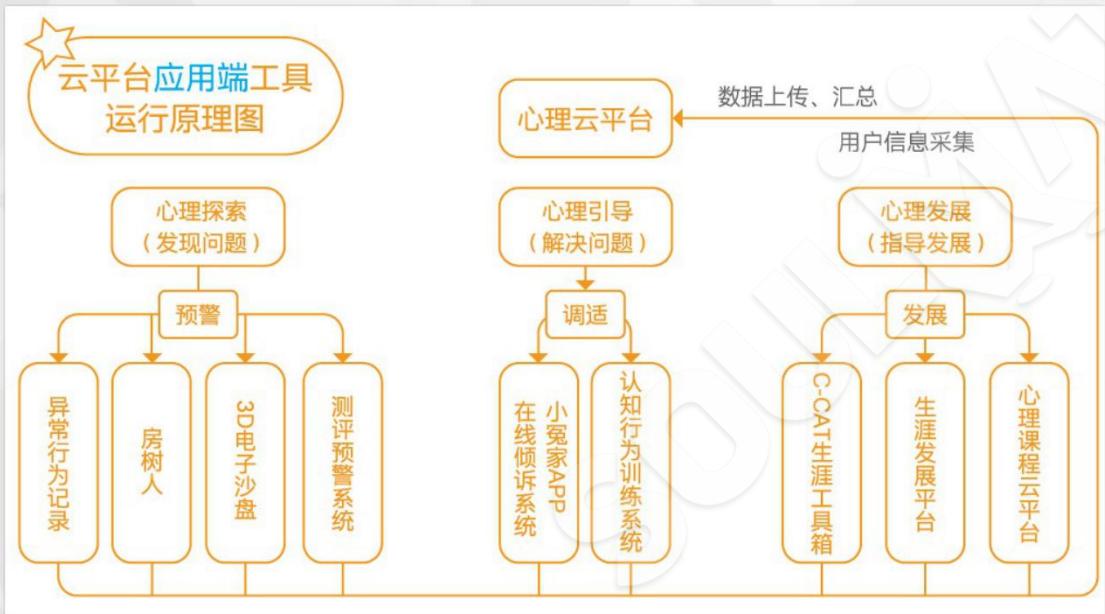 云平台应用端工具
运行原理图
心理云平台
数据上传、汇总
用户信息采集
心理探索
（发现问题）
心理引导
（解决问题）
心理发展
（指导发展）
预警
调适
发展
异常行为记录
房树人
3D电子沙盘
测评预警系统
小冤家APP
在线倾诉系统
认知行为训练系统
C-CAT生涯工具箱
生涯发展平台
心理课程云平台